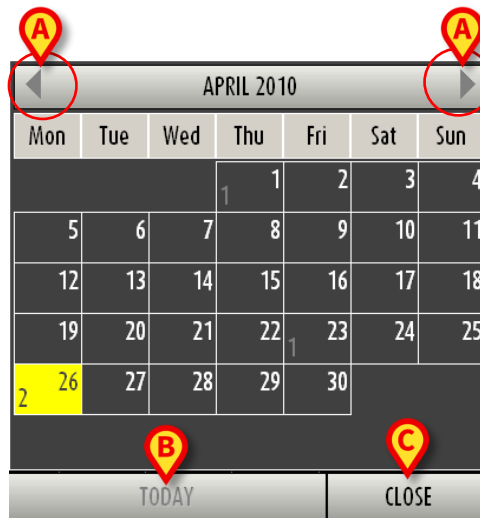 A A
APRIL 2010
Mon Tue Wed Thu Fri Sat Sun
1 1 2 3 4
5 6 7 8 9 10 11
12 13 14 15 16 17 18
19 20 21 22 1 23 24 25
2 26 27 28 29 30
B C
TODAY CLOSE